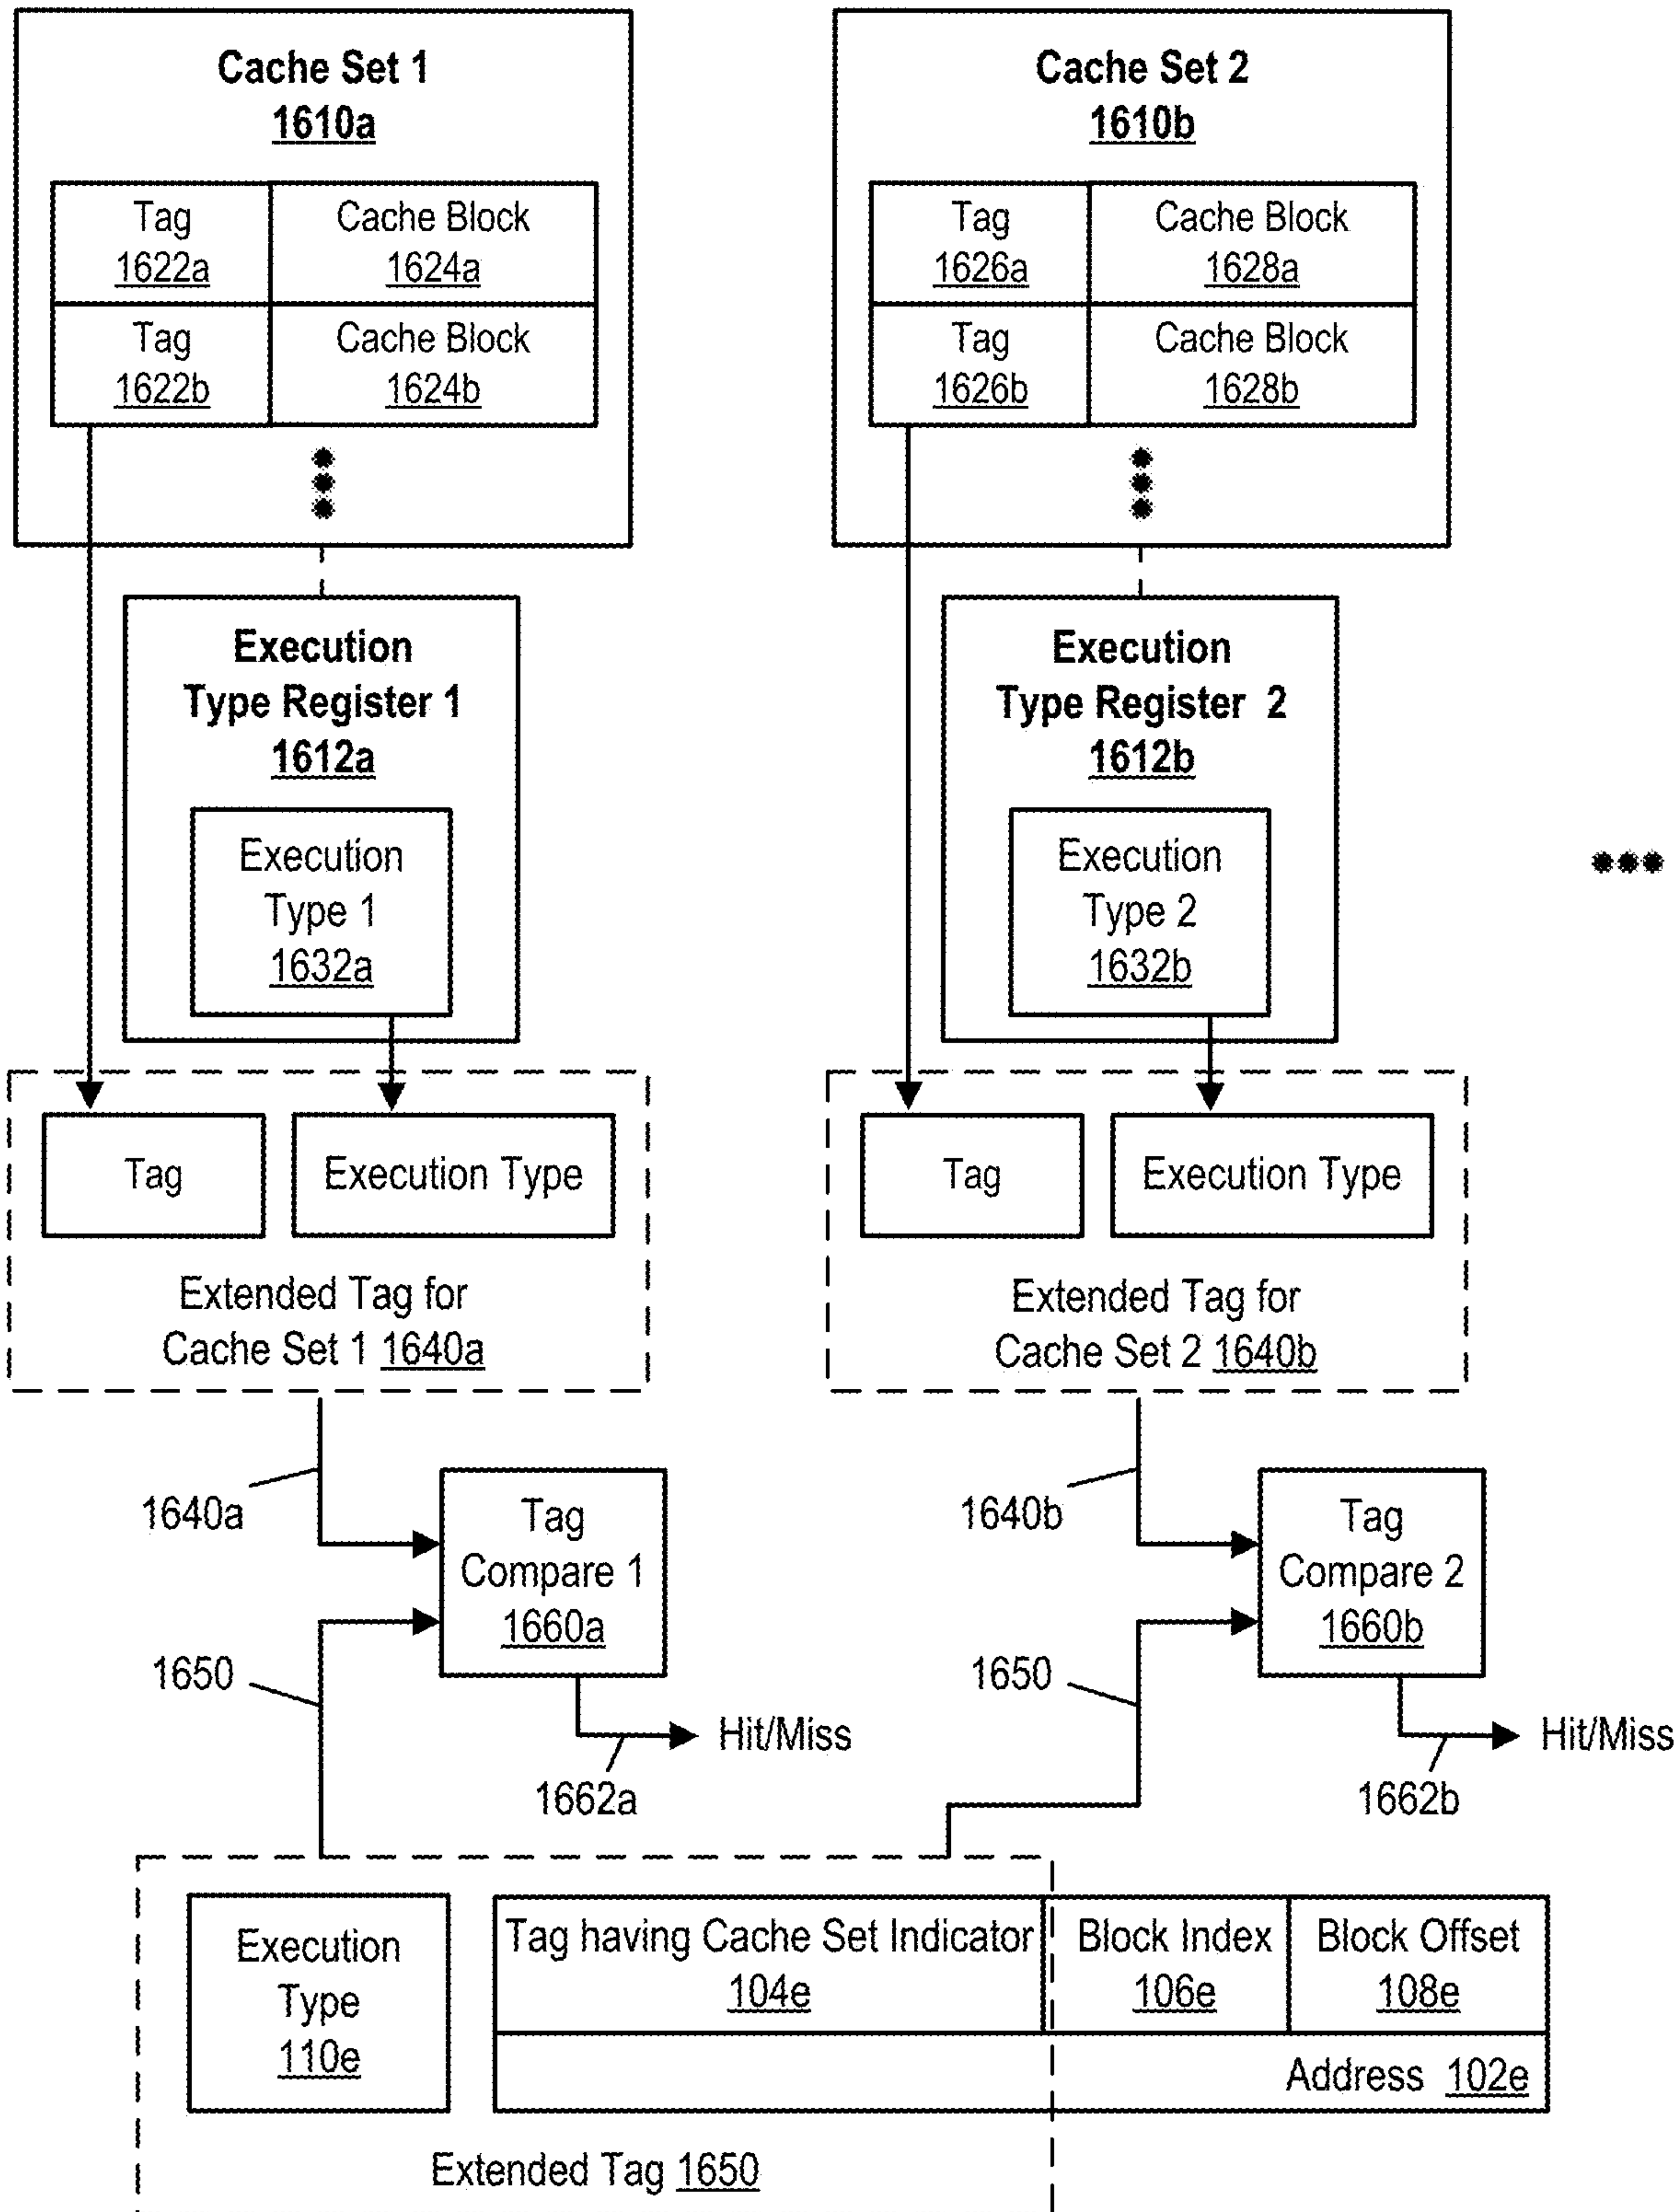 Cache Set 1
1610a
Tag
1622a
Cache Block
1624a
Tag
1622b
Cache Block
1624b
Execution
Type Register 1
1612a
Execution
Type 1
1632a
Tag
Execution Type
Extended Tag for
Cache Set 1 1640a
1640a
Tag
Compare 1
1660a
1650
Hit/Miss
1662a
Cache Set 2
1610b
Tag
1626a
Cache Block
1628a
Tag
1626b
Cache Block
1628b
Execution
Type Register 2
1612b
Execution
Type 2
1632b
Tag
Execution Type
Extended Tag for
Cache Set 2 1640b
1640b
Tag
Compare 2
1660b
1650
Hit/Miss
1662b
Execution
Type
110e
Tag having Cache Set Indicator
104e
Block Index
106e
Block Offset
108e
Address 102e
Extended Tag 1650